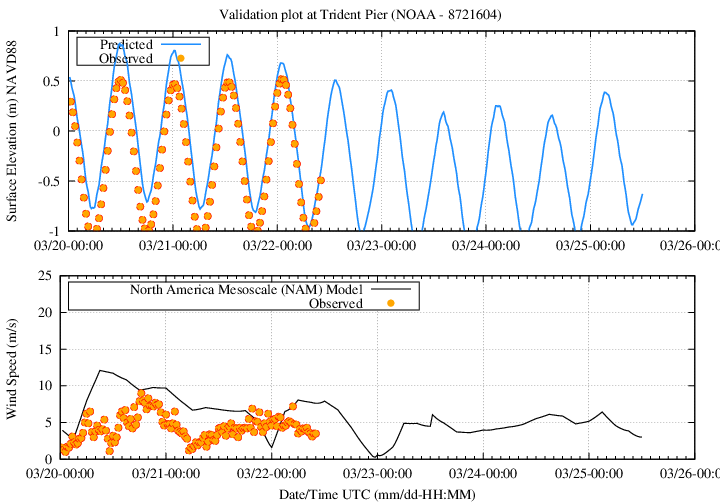 Validation plot at Trident Pier (NOAA - 8721604)
Surface Elevation (m) NAVD88
1
0.5
0
-0.5
-1
Predicted
Observed
03/20-00:00 03/21-00:00 03/22-00:00 03/23-00:00 03/24-00:00 03/25-00:00 03/26-00:00
Wind Speed (m/s)
25
20
15
10
5
0
North America Mesoscale (NAM) Model
Observed
03/20-00:00 03/21-00:00 03/22-00:00 03/23-00:00 03/24-00:00 03/25-00:00 03/26-00:00
Date/Time UTC (mm/dd-HH:MM)